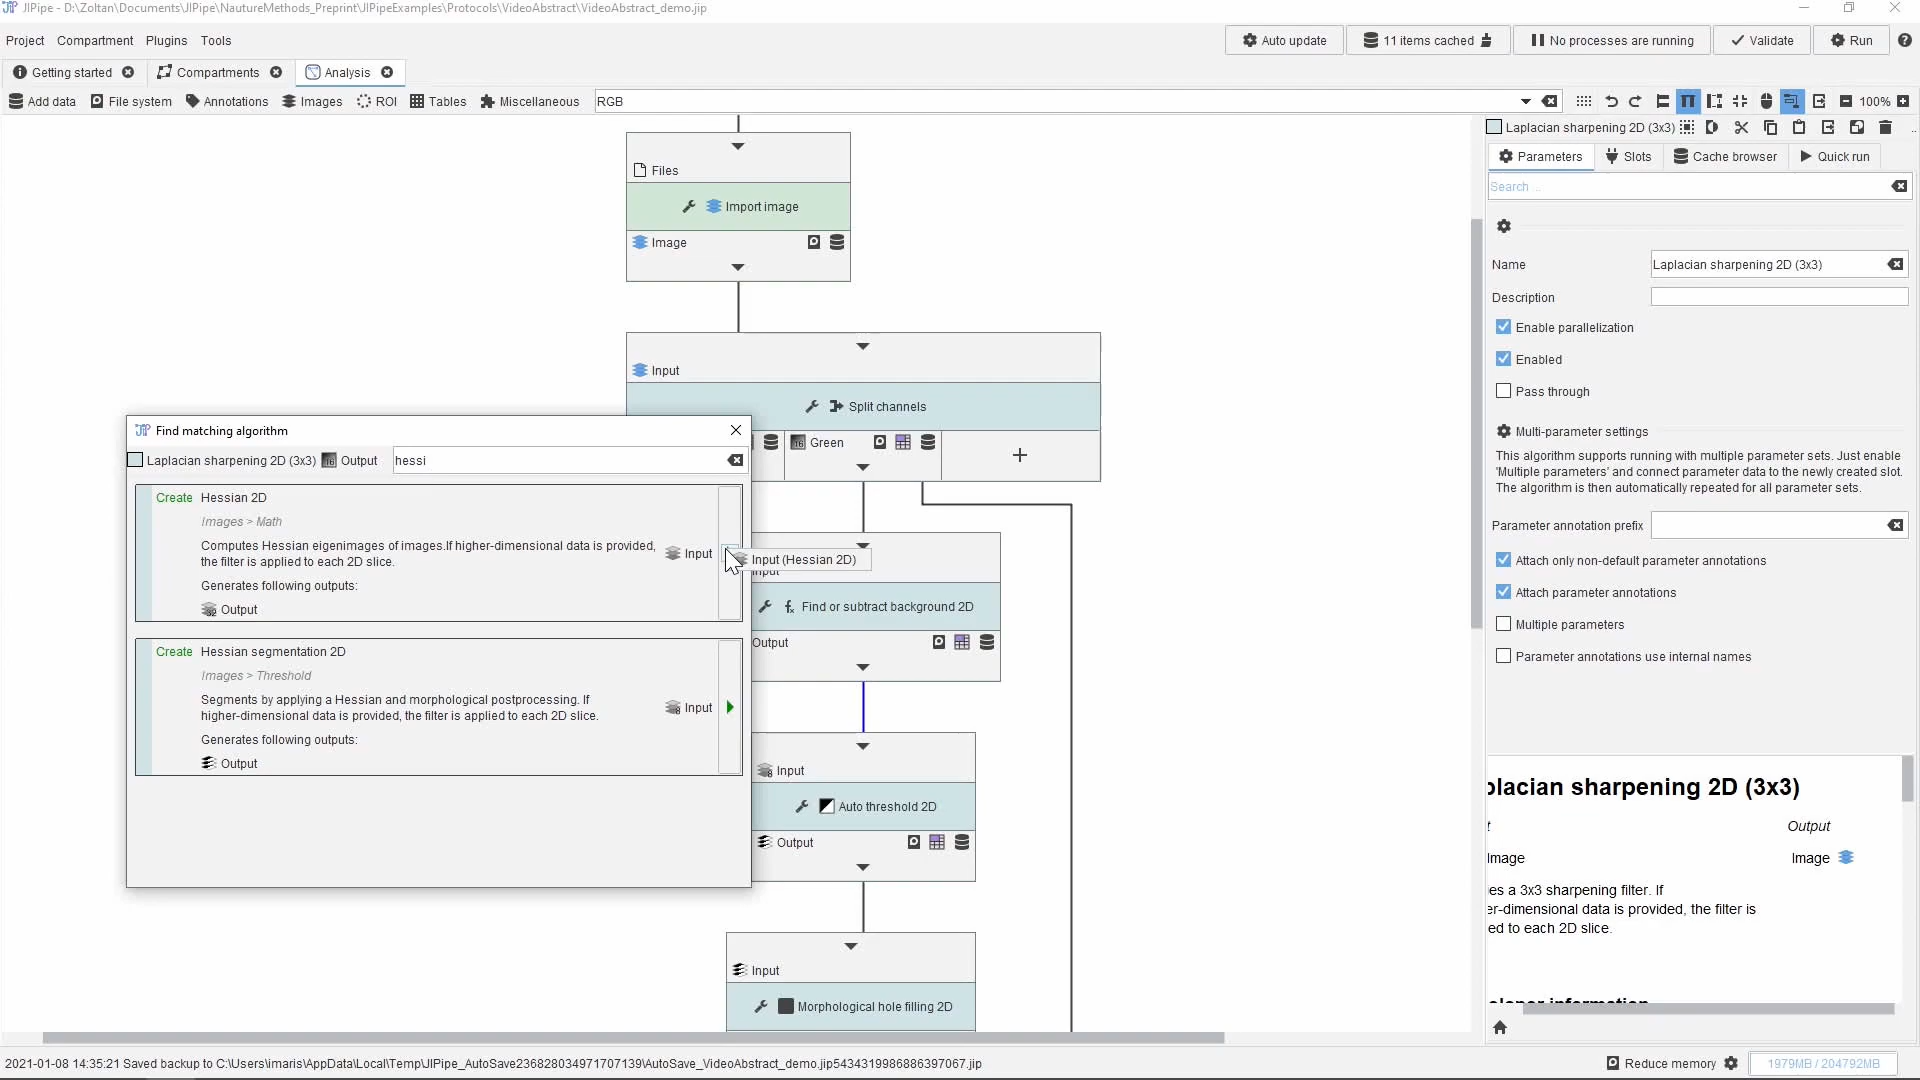 JIPipe - D:\Zoltan\Documents\JIPipe\NautureMethods_Preprint\JIPipeExamples\Protocols\VideoAbstract\VideoAbstract_demo.jip
Project Compartment Plugins Tools
Auto update 11 items cached No processes are running Validate Run
Getting started Compartments Analysis
Add data File system Annotations Images ROI Tables Miscellaneous RGB 100%
Files
Import image
Image
Input
Split channels
Green
Find matching algorithm
Laplacian sharpening 2D (3x3) Output hessi
Create Hessian 2D
Images > Math
Computes Hessian eigenimages of images.If higher-dimensional data is provided,
the filter is applied to each 2D slice.
Input
Generates following outputs:
Output
Input (Hessian 2D)
Create Hessian segmentation 2D
Images > Threshold
Segments by applying a Hessian and morphological postprocessing. If
higher-dimensional data is provided, the filter is applied to each 2D slice.
Input
Generates following outputs:
Output
Input
Find or subtract background 2D
Output
Input
Auto threshold 2D
Output
Input
Morphological hole filling 2D
Laplacian sharpening 2D (3x3)
Parameters Slots Cache browser Quick run
Search ...
Name Laplacian sharpening 2D (3x3)
Description
Enable parallelization
Enabled
Pass through
Multi-parameter settings
This algorithm supports running with multiple parameter sets. Just enable
'Multiple parameters' and connect parameter data to the newly created slot.
The algorithm is then automatically repeated for all parameter sets.
Parameter annotation prefix
Attach only non-default parameter annotations
Attach parameter annotations
Multiple parameters
Parameter annotations use internal names
placian sharpening 2D (3x3)
t Output
Image Image
es a 3x3 sharpening filter. If
er-dimensional data is provided, the filter is
ed to each 2D slice.
2021-01-08 14:35:21 Saved backup to C:\Users\imaris\AppData\Local\Temp\JIPipe_AutoSave236828034971707139\AutoSave_VideoAbstract_demo.jip5434319986886397067.jip
Reduce memory 1979MB / 204792MB